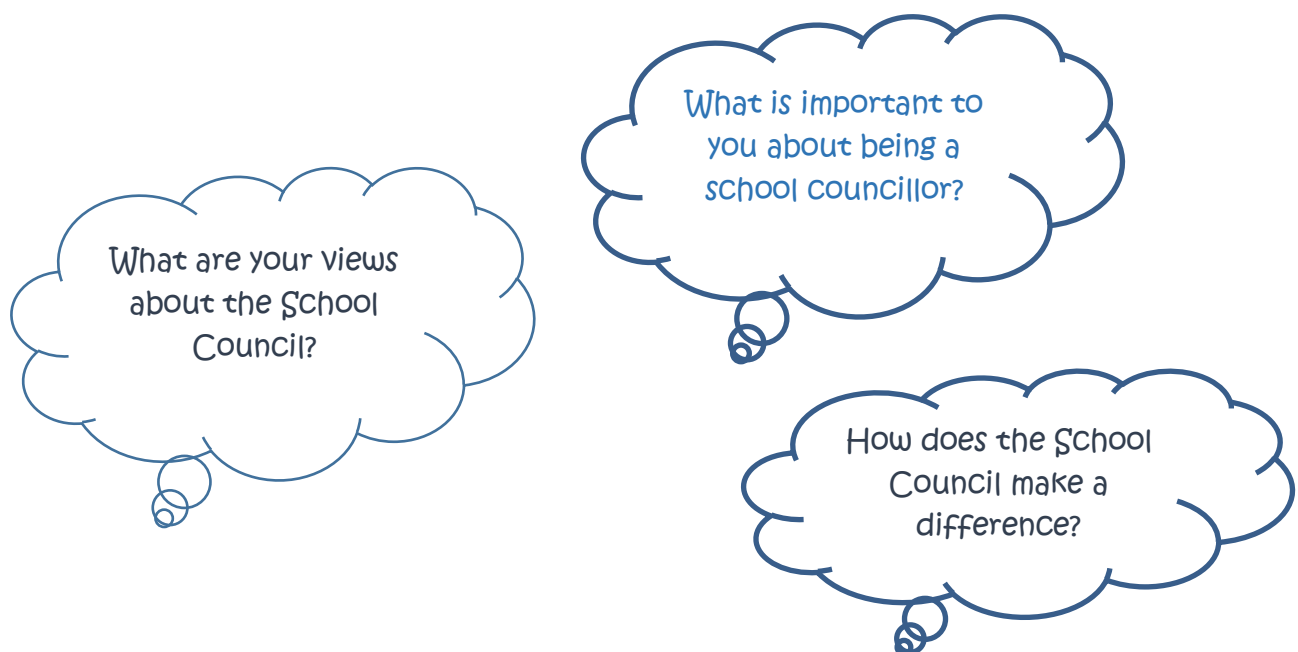 What is important to
you about being a
school councillor?
What are your views
about the School
Council?
How does the School
Council make a
difference?